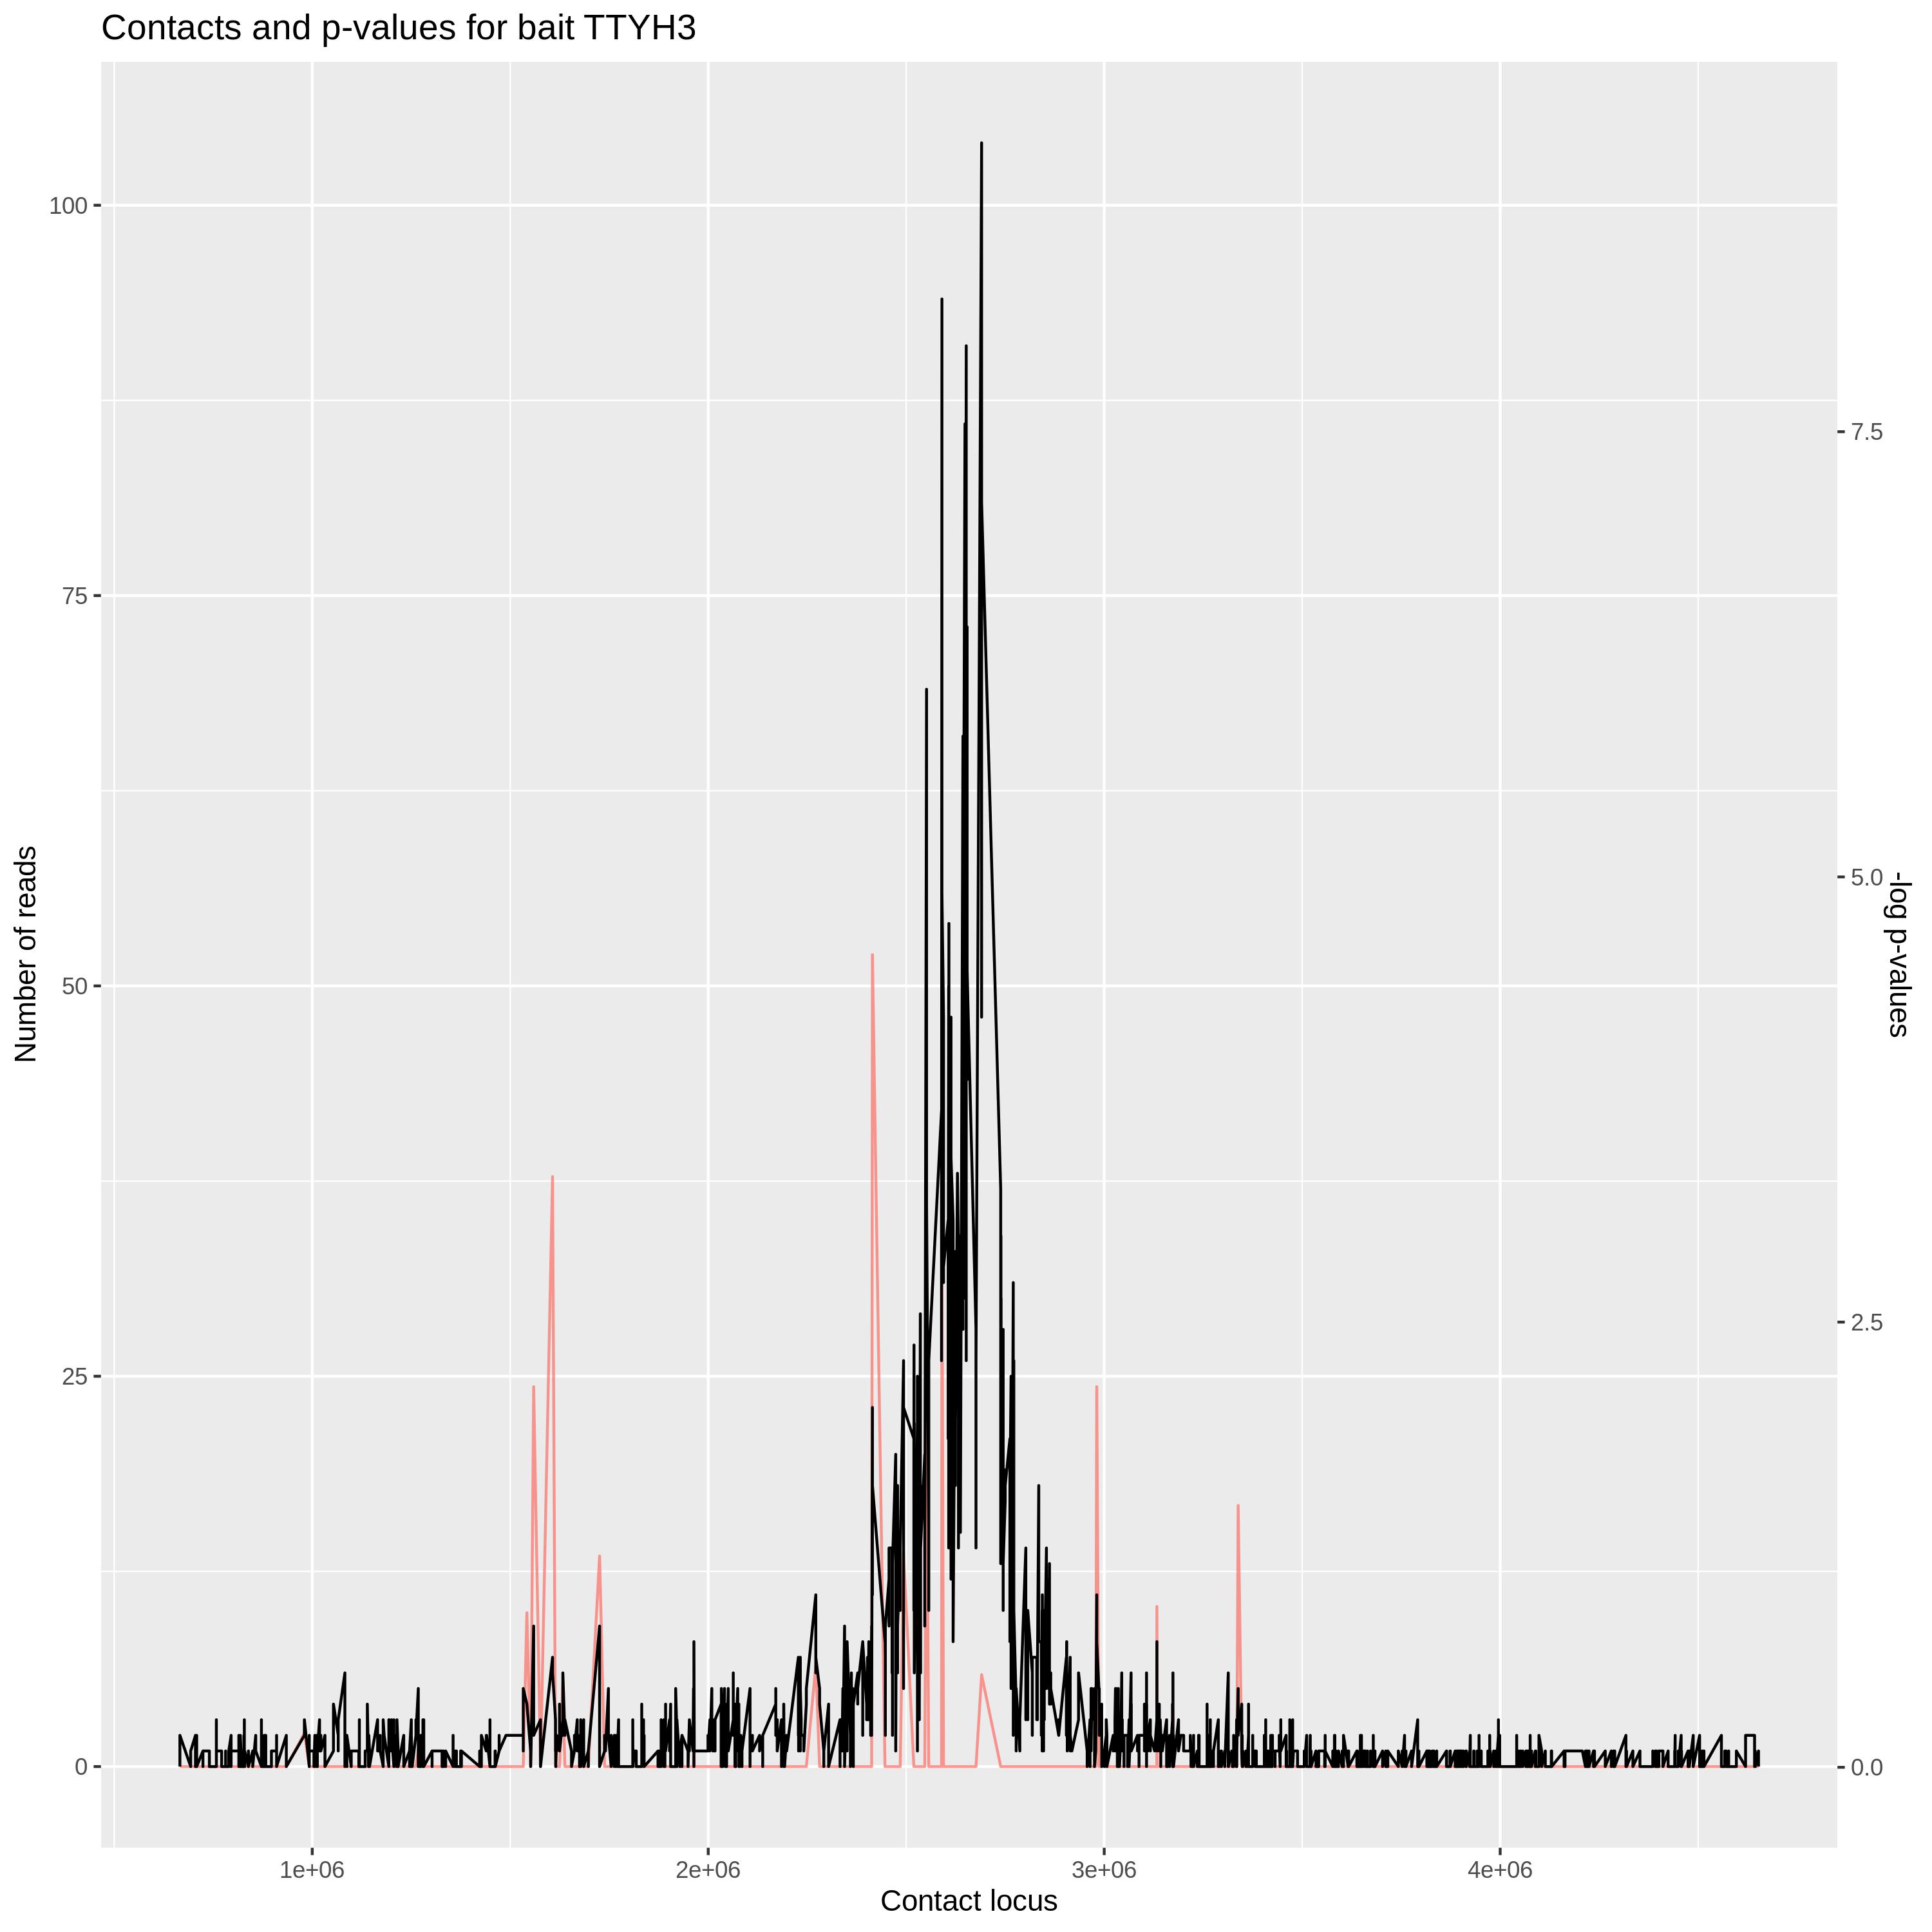 Contacts and p-values for bait TTYH3
100
75
50
25
0
Number of reads
7.5
5.0
2.5
0.0
-log p-values
1e+06 2e+06 3e+06 4e+06
Contact locus